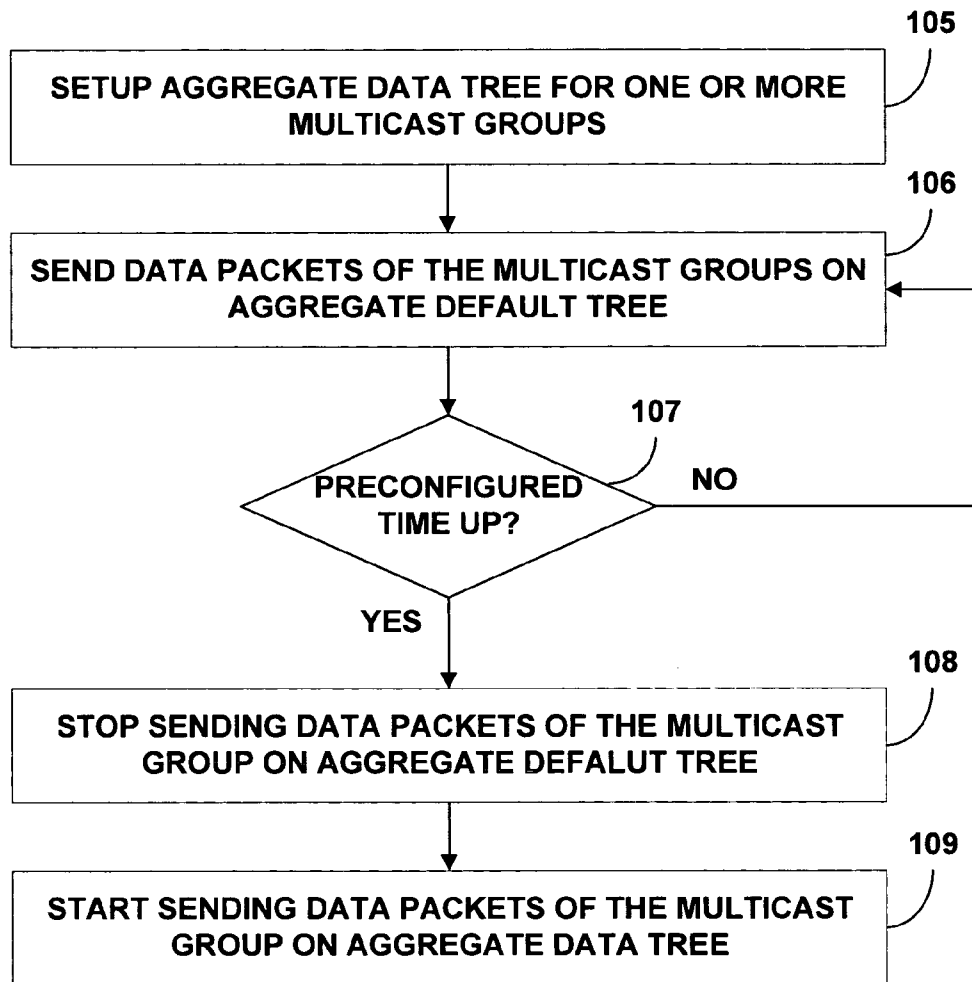 105
SETUP AGGREGATE DATA TREE FOR ONE OR MORE
MULTICAST GROUPS
106
SEND DATA PACKETS OF THE MULTICAST GROUPS ON
AGGREGATE DEFAULT TREE
107
PRECONFIGURED
TIME UP?
NO
YES
108
STOP SENDING DATA PACKETS OF THE MULTICAST
GROUP ON AGGREGATE DEFALUT TREE
109
START SENDING DATA PACKETS OF THE MULTICAST
GROUP ON AGGREGATE DATA TREE